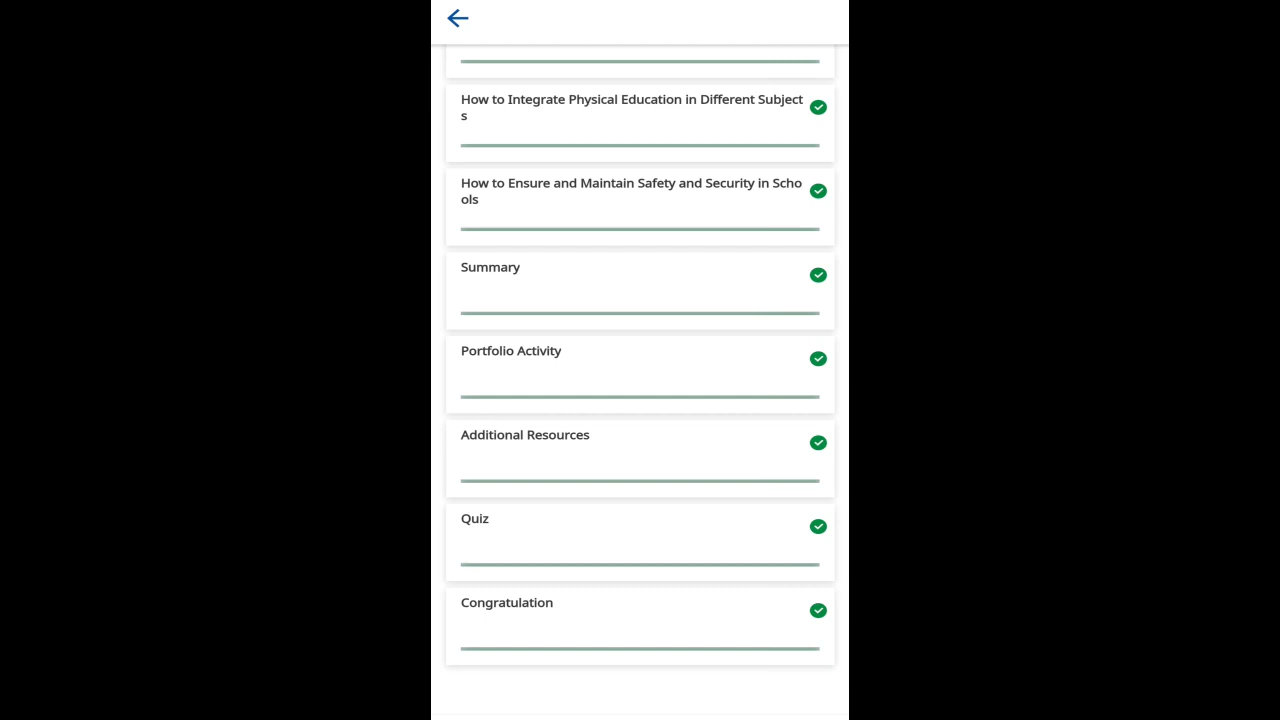 How to Integrate Physical Education in Different Subject
s
How to Ensure and Maintain Safety and Security in Scho
ols
Summary
Portfolio Activity
Additional Resources
Quiz
Congratulation